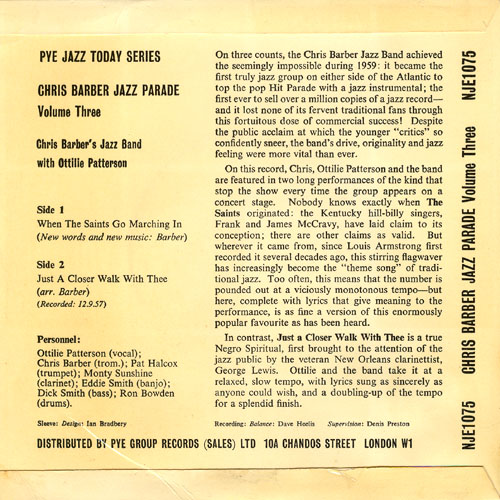 PYE JAZZ TODAY SERIES
CHRIS BARBER JAZZ PARADE
Volume Three
Chris Barber's Jazz Band
with Ottilie Patterson
Side 1
When The Saints Go Marching In
(New words and new music: Barber)
Side 2
Just A Closer Walk With Thee
(arr. Barber)
(Recorded: 12.9.57)
Personnel:
Ottilie Patterson (vocal);
Chris Barber (trom.); Pat Halcox
(trumpet); Monty Sunshine
(clarinet); Eddie Smith (banjo);
Dick Smith (bass); Ron Bowden
(drums).
Sleeve: Design: Ian Bradbery
On three counts, the Chris Barber Jazz Band achieved
the seemingly impossible during 1959: it became the
first truly jazz group on either side of the Atlantic to
top the pop Hit Parade with a jazz instrumental; the
first ever to sell over a million copies of a jazz record—
and it lost none of its fervent traditional fans through
this fortuitous dose of commercial success! Despite
the public acclaim at which the younger "critics" so
confidently sneer, the band's drive, originality and jazz
feeling were more vital than ever.
On this record, Chris, Ottilie Patterson and the band
are featured in two long performances of the kind that
stop the show every time the group appears on a
concert stage. Nobody knows exactly when The
Saints originated: the Kentucky hill-billy singers,
Frank and James McCravy, have laid claim to its
conception; there are other claims as valid. But
wherever it came from, since Louis Armstrong first
recorded it several decades ago, this stirring flagwaver
has increasingly become the "theme song" of tradi-
tional jazz. Too often, this means that the number is
pounded out at a viciously monotonous tempo—but
here, complete with lyrics that give meaning to the
performance, is as fine a version of this enormously
popular favourite as has been heard.
In contrast, Just a Closer Walk With Thee is a true
Negro Spiritual, first brought to the attention of the
jazz public by the veteran New Orleans clarinettist,
George Lewis. Ottilie and the band take it at a
relaxed, slow tempo, with lyrics sung as sincerely as
anyone could wish, and a doubling-up of the tempo
for a splendid finish.
Recording: Balance: Dave Heelis Supervision: Denis Preston
DISTRIBUTED BY PYE GROUP RECORDS (SALES) LTD 10A CHANDOS STREET LONDON W1
NJE1075 CHRIS BARBER JAZZ PARADE Volume Three NJE1075